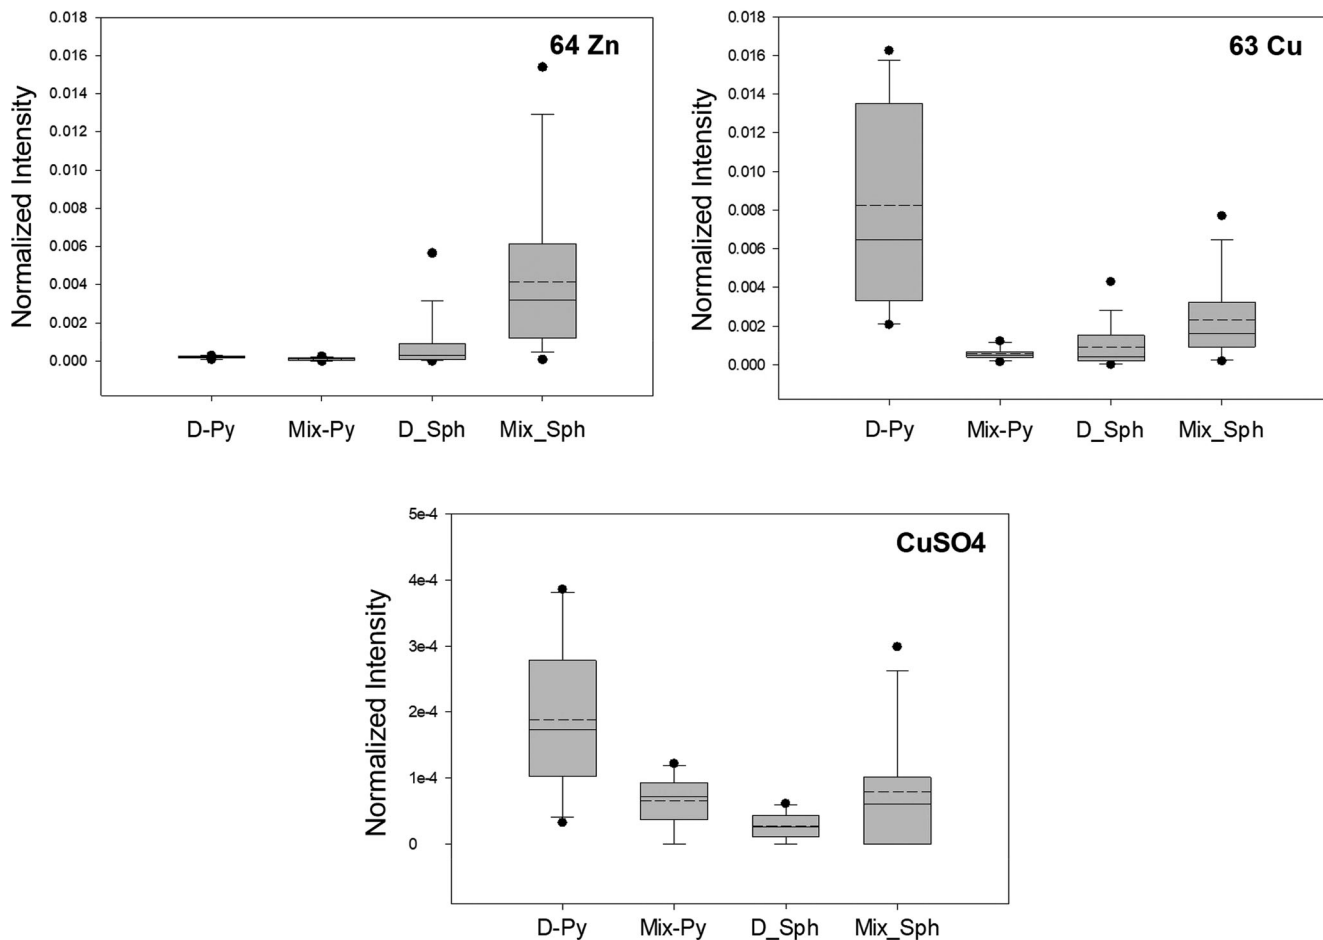 64 Zn
Normalized Intensity
0.018
0.016
0.014
0.012
0.010
0.008
0.006
0.004
0.002
0.000
D-Py Mix-Py D_Sph Mix_Sph
63 Cu
Normalized Intensity
0.018
0.016
0.014
0.012
0.010
0.008
0.006
0.004
0.002
0.000
D-Py Mix-Py D_Sph Mix_Sph
CuSO4
Normalized Intensity
5e-4
4e-4
3e-4
2e-4
1e-4
0
D-Py Mix-Py D_Sph Mix_Sph